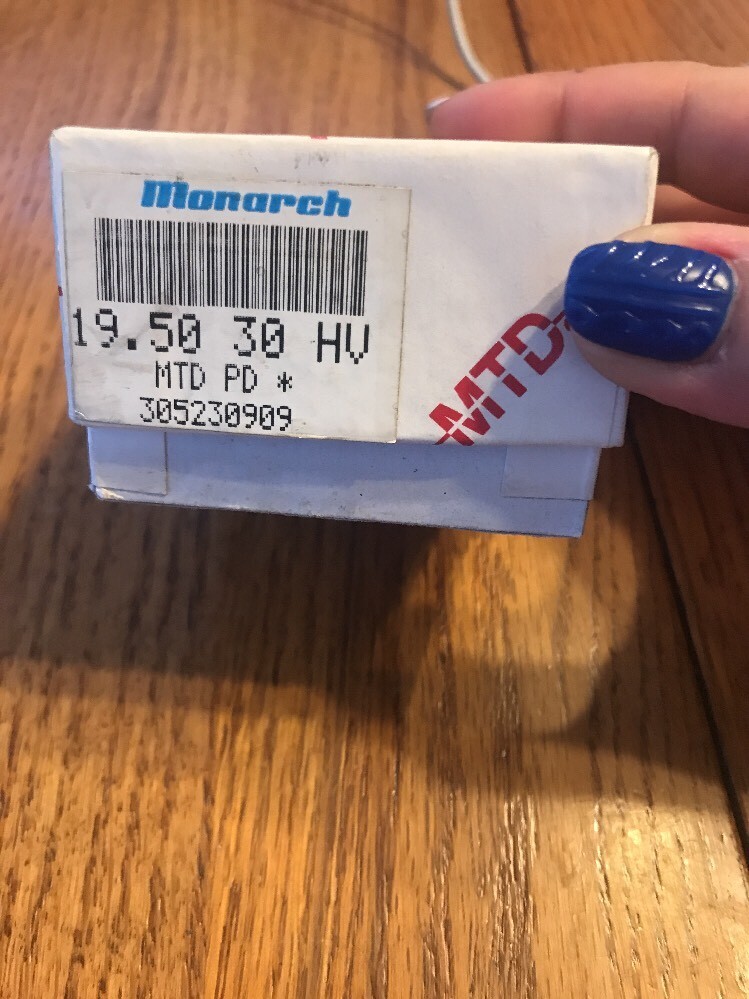 Monarch
19.50 30 HV
MTD PD *
305230909
MTD